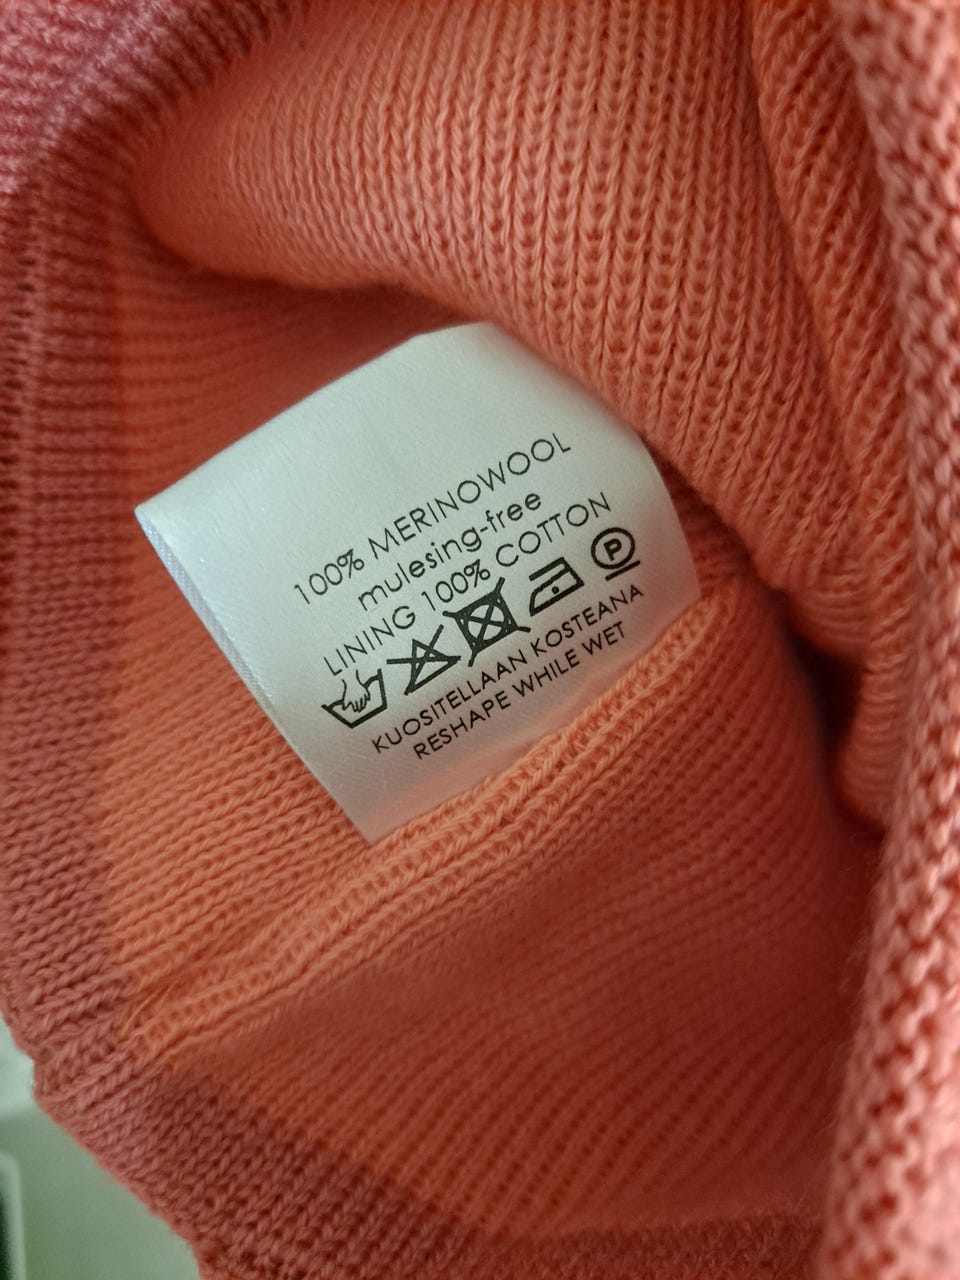 100% MERINOWOOL
mulesing-free
LINING 100% COTTON
P
KUOSITELLAAN KOSTEANA
RESHAPE WHILE WET